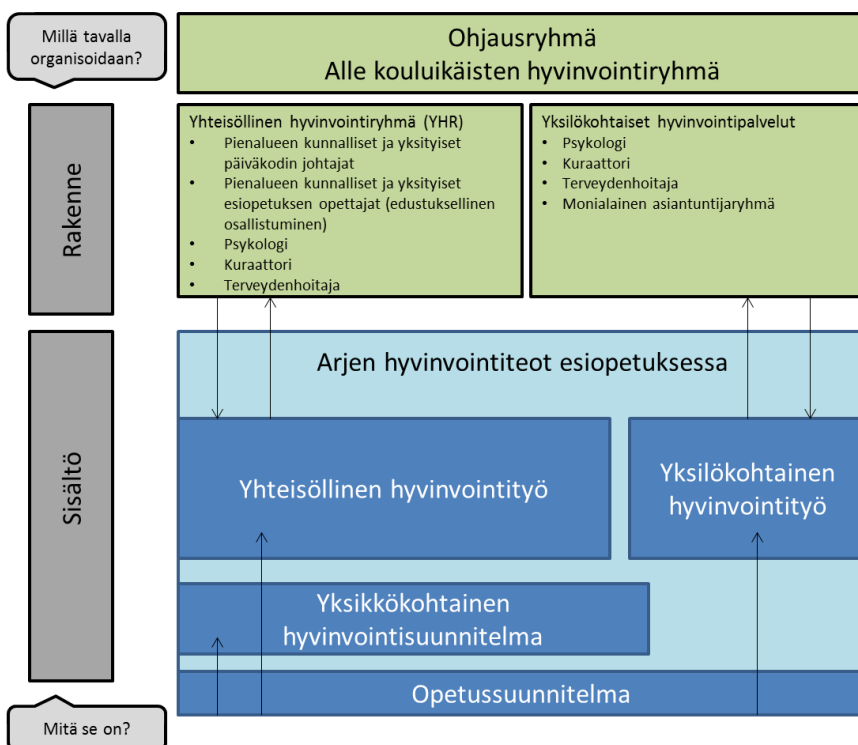 Millä tavalla
organisoidaan?
Ohjausryhmä
Alle kouluikäisten hyvinvointiryhmä
Rakenne
Yhteisöllinen hyvinvointiryhmä (YHR)
• Pienalueen kunnalliset ja yksityiset
päiväkodin johtajat
• Pienalueen kunnalliset ja yksityiset
esiopetuksen opettajat (edustuksellinen
osallistuminen)
• Psykologi
• Kuraattori
• Terveydenhoitaja
Yksilökohtaiset hyvinvointipalvelut
• Psykologi
• Kuraattori
• Terveydenhoitaja
• Monialainen asiantuntijaryhmä
Sisältö
Arjen hyvinvointiteot esiopetuksessa
Yhteisöllinen hyvinvointityö
Yksilökohtainen
hyvinvointityö
Yksikkökohtainen
hyvinvointisuunnitelma
Opetussuunnitelma
Mitä se on?